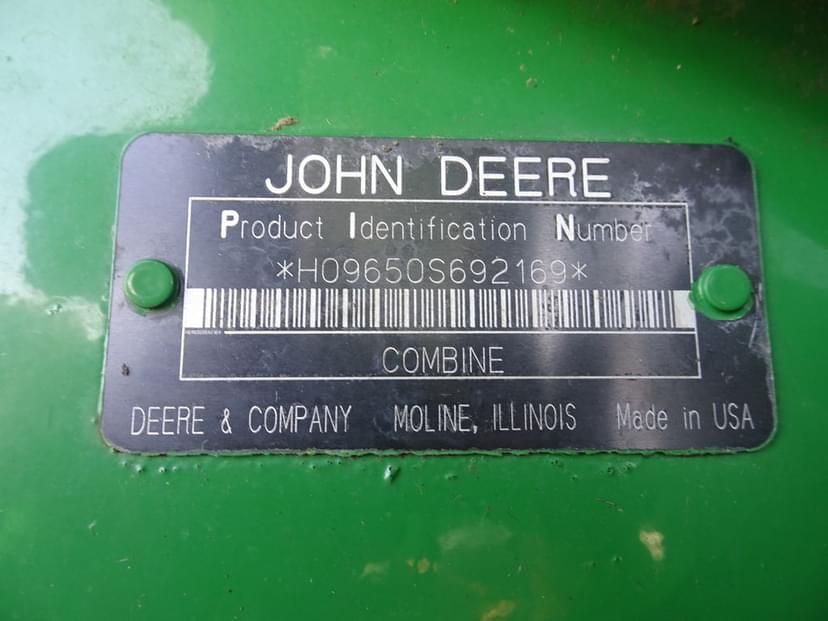 JOHN DEERE
Product Identification Number
*H09650S692169*
COMBINE
DEERE & COMPANY MOLINE, ILLINOIS Made in USA